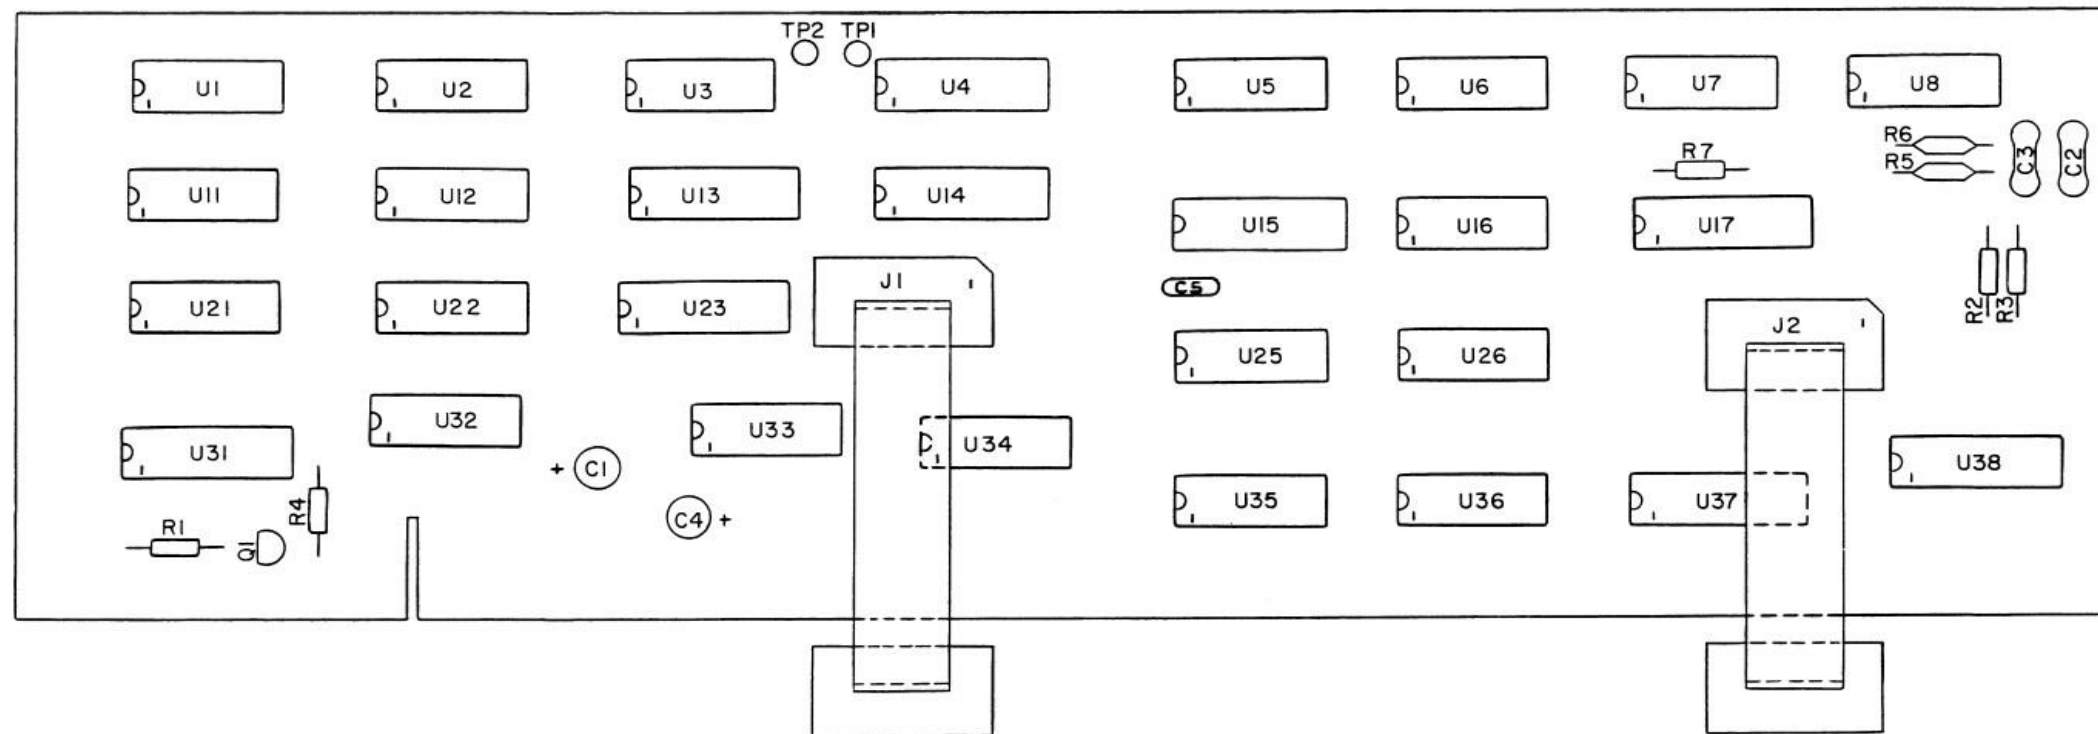 TP2 TP1
U1 U2 U3 U4 U5 U6 U7 U8
R6
R5
C3
C2
R7
U11 U12 U13 U14
U15 U16 U17
J1
C5
U21 U22 U23
R2
R3
J2
U25 U26
U32
U33
U34
U31
+ C1
U38
R4
C4 +
U35 U36 U37
R1
Q1